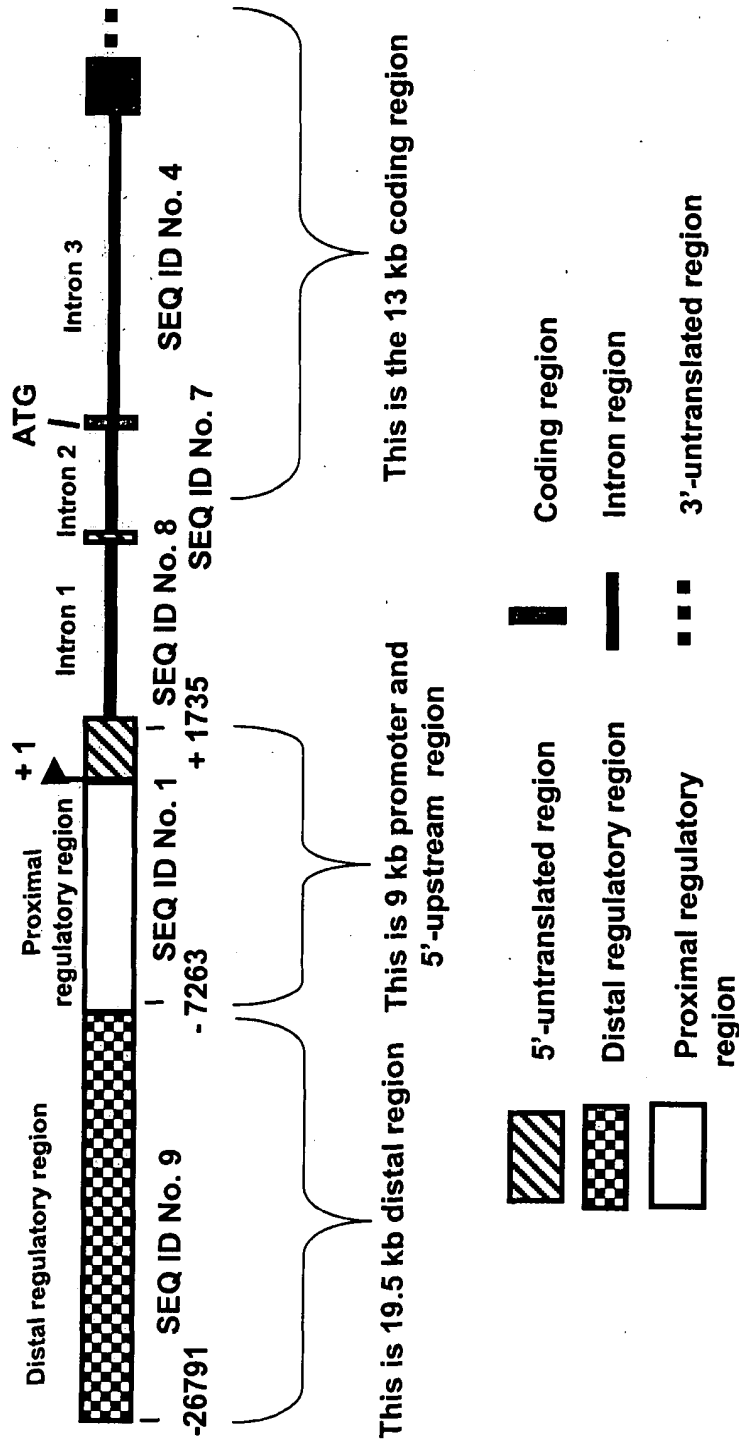 Distal regulatory region
Proximal
regulatory region
+ 1
Intron 1
Intron 2
ATG
Intron 3
SEQ ID No. 9
SEQ ID No. 1
SEQ ID No. 8
SEQ ID No. 7
SEQ ID No. 4
-26791
- 7263
+ 1735
This is 19.5 kb distal region
This is 9 kb promoter and
5'-upstream region
This is the 13 kb coding region
5'-untranslated region
Coding region
Distal regulatory region
Intron region
Proximal regulatory
region
3'-untranslated region